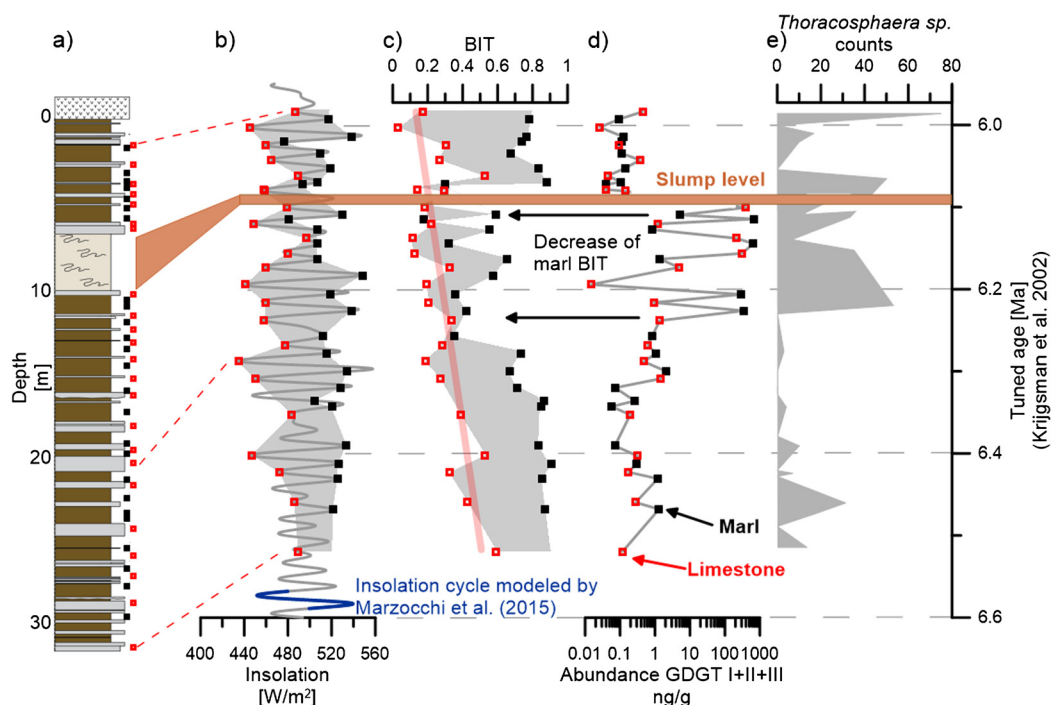 a)
b)
c)
d)
e)
BIT
0 0.2 0.4 0.6 0.8 1
Thoracosphaera sp.
counts
0 20 40 60 80
0
10
20
30
Depth
[m]
Slump level
Decrease of
marl BIT
Marl
Limestone
Insolation cycle modeled by
Marzocchi et al. (2015)
400 440 480 520 560
Insolation
[W/m²]
0.01 0.1 1 10 1001000
Abundance GDGT I+II+III
ng/g
6.0
6.2
6.4
6.6
Tuned age [Ma]
(Krijgsman et al. 2002)